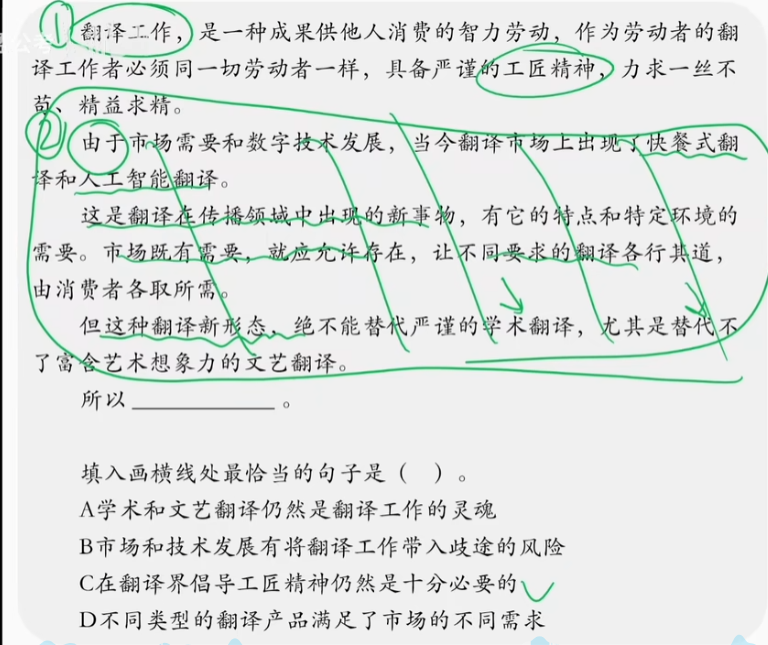 ① 翻译工作，是一种成果供他人消费的智力劳动，作为劳动者的翻
译工作者必须同一切劳动者一样，具备严谨的工匠精神，力求一丝不
苟、精益求精。
② 由于市场需要和数字技术发展，当今翻译市场上出现了快餐式翻
译和人工智能翻译。
这是翻译在传播领域中出现的新事物，有它的特点和特定环境的
需要。市场既有需要，就应允许存在，让不同要求的翻译各行其道，
由消费者各取所需。
但这种翻译新形态，绝不能替代严谨的学术翻译，尤其是替代不
了富含艺术想象力的文艺翻译。
所以____________。
填入画横线处最恰当的句子是（ ）。
A学术和文艺翻译仍然是翻译工作的灵魂
B市场和技术发展有将翻译工作带入歧途的风险
C在翻译界倡导工匠精神仍然是十分必要的
D不同类型的翻译产品满足了市场的不同需求